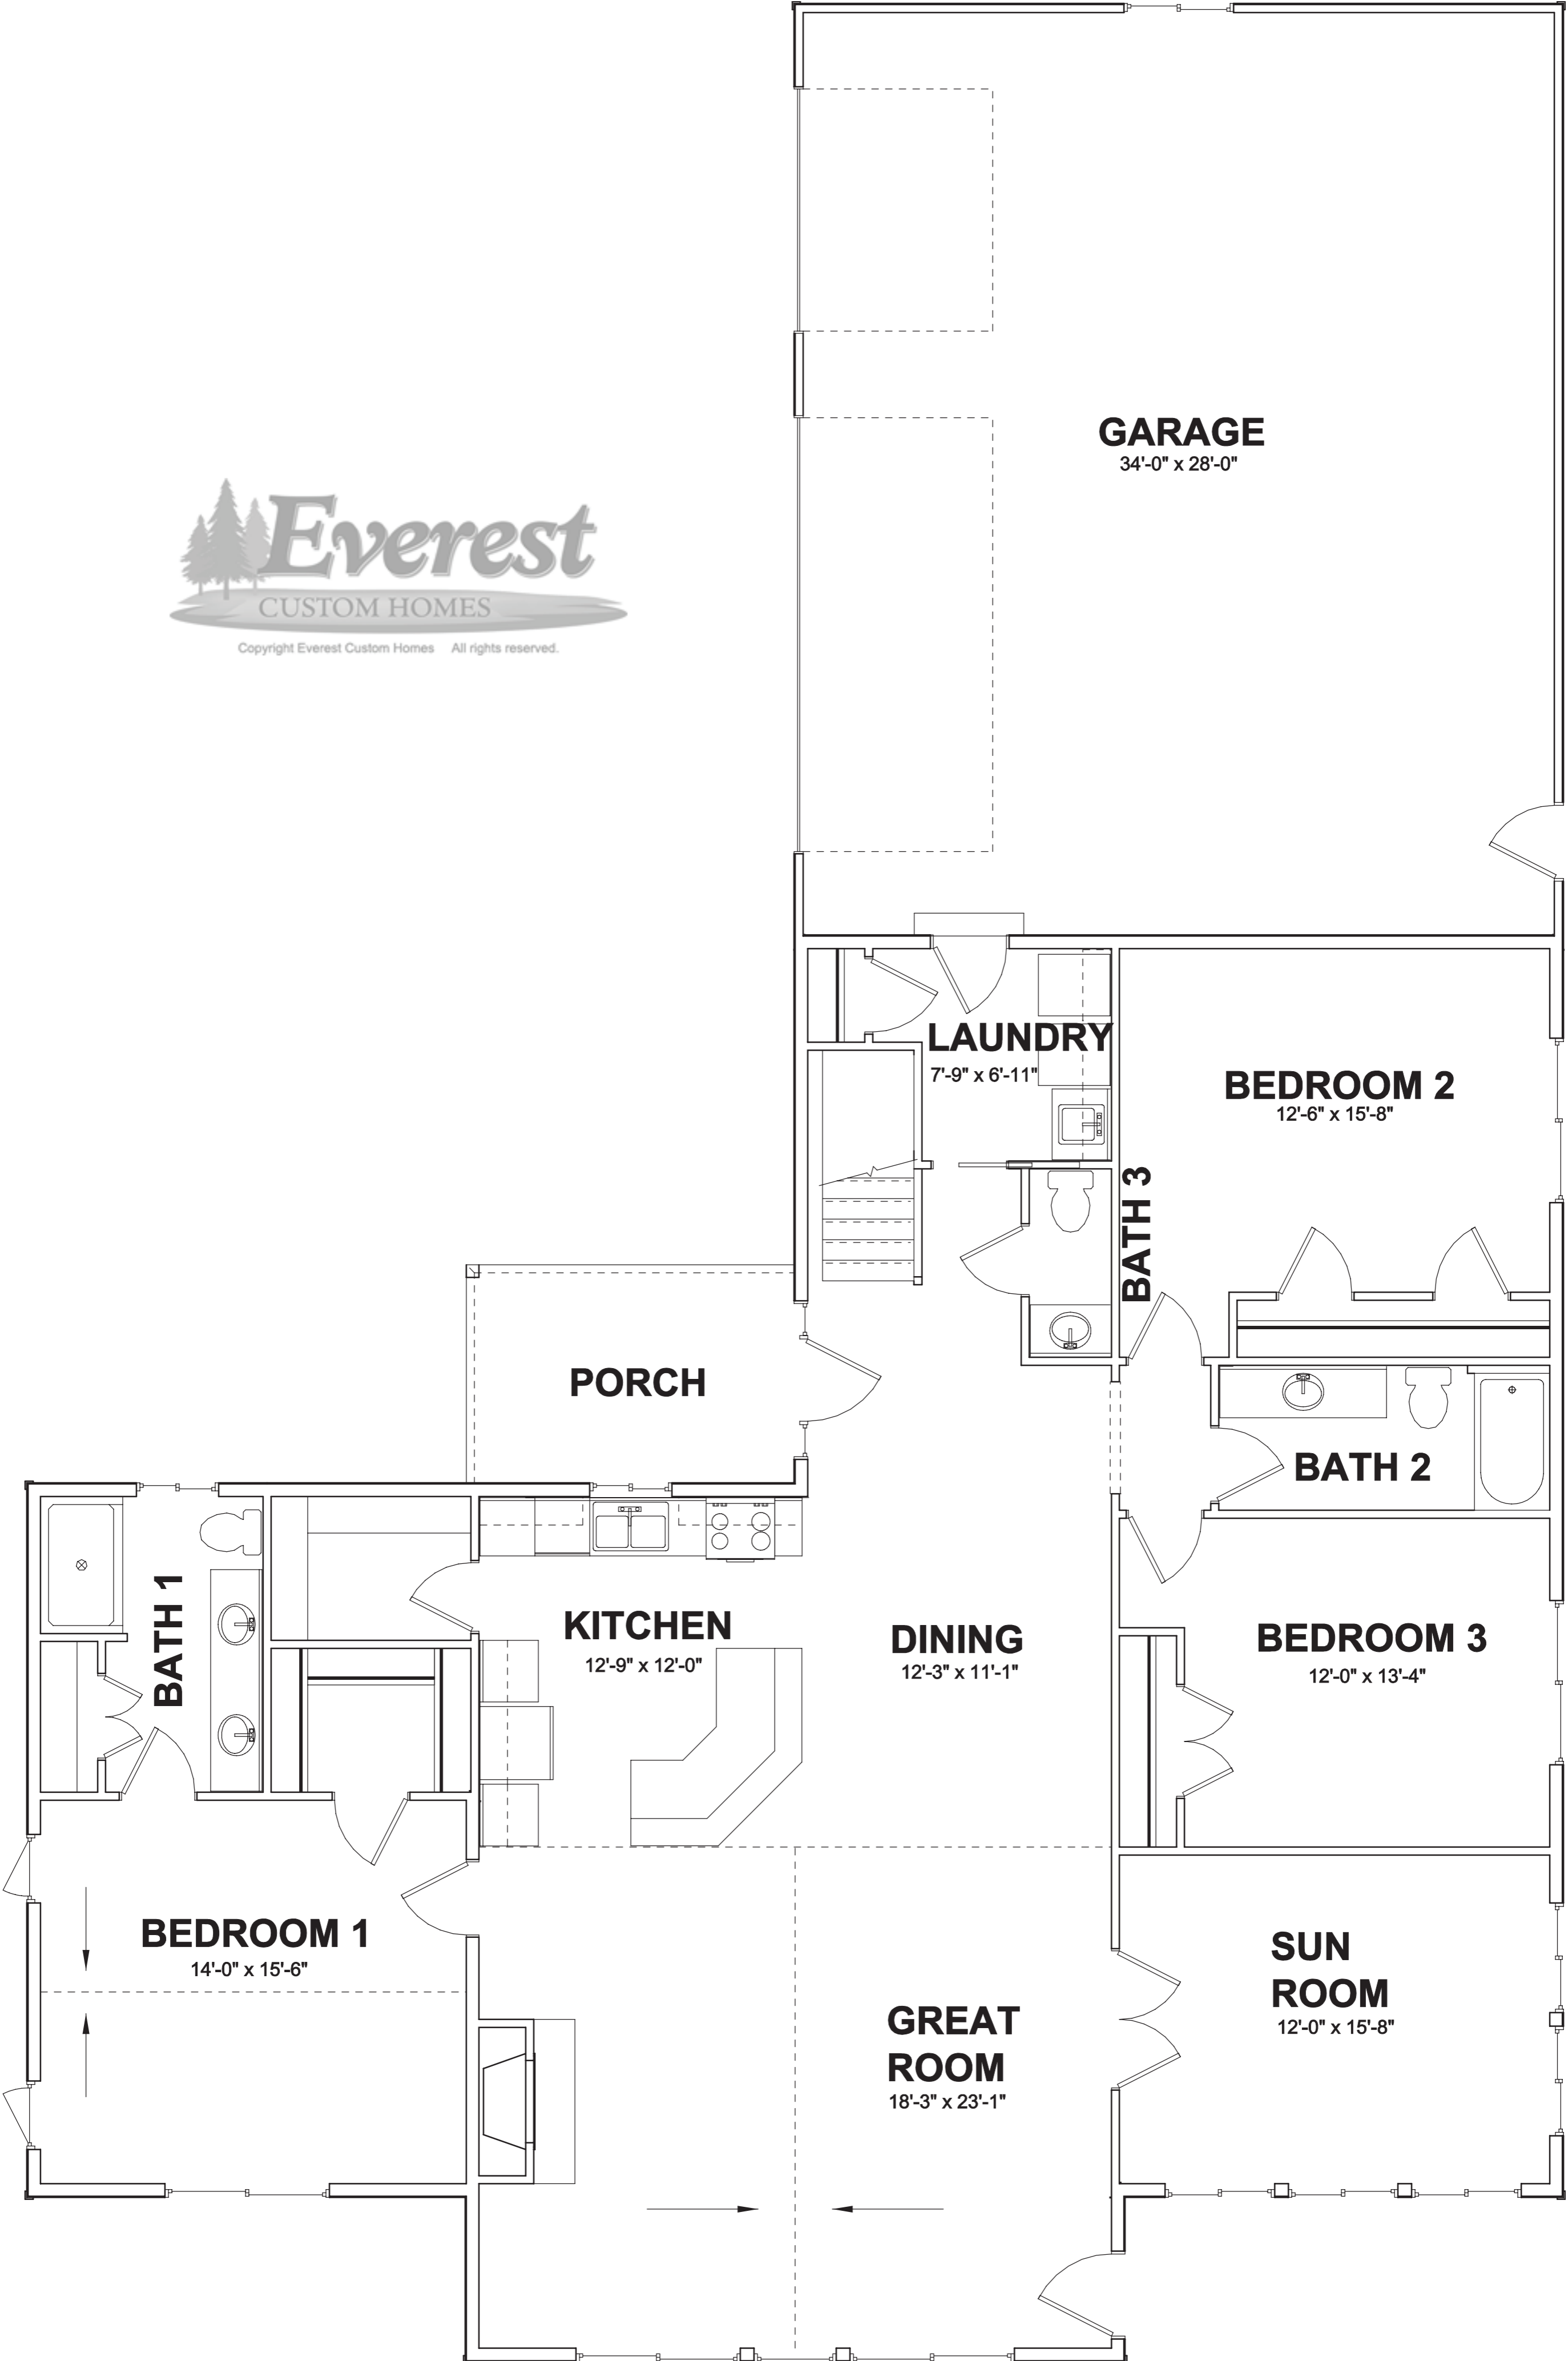 GARAGE
34'-0" x 28'-0"
Everest
CUSTOM HOMES
Copyright Everest Custom Homes All rights reserved.
LAUNDRY
7'-9" x 6'-11"
BEDROOM 2
12'-6" x 15'-8"
BATH 3
PORCH
BATH 2
BATH 1
KITCHEN
12'-9" x 12'-0"
DINING
12'-3" x 11'-1"
BEDROOM 3
12'-0" x 13'-4"
BEDROOM 1
14'-0" x 15'-6"
SUN
ROOM
12'-0" x 15'-8"
GREAT
ROOM
18'-3" x 23'-1"